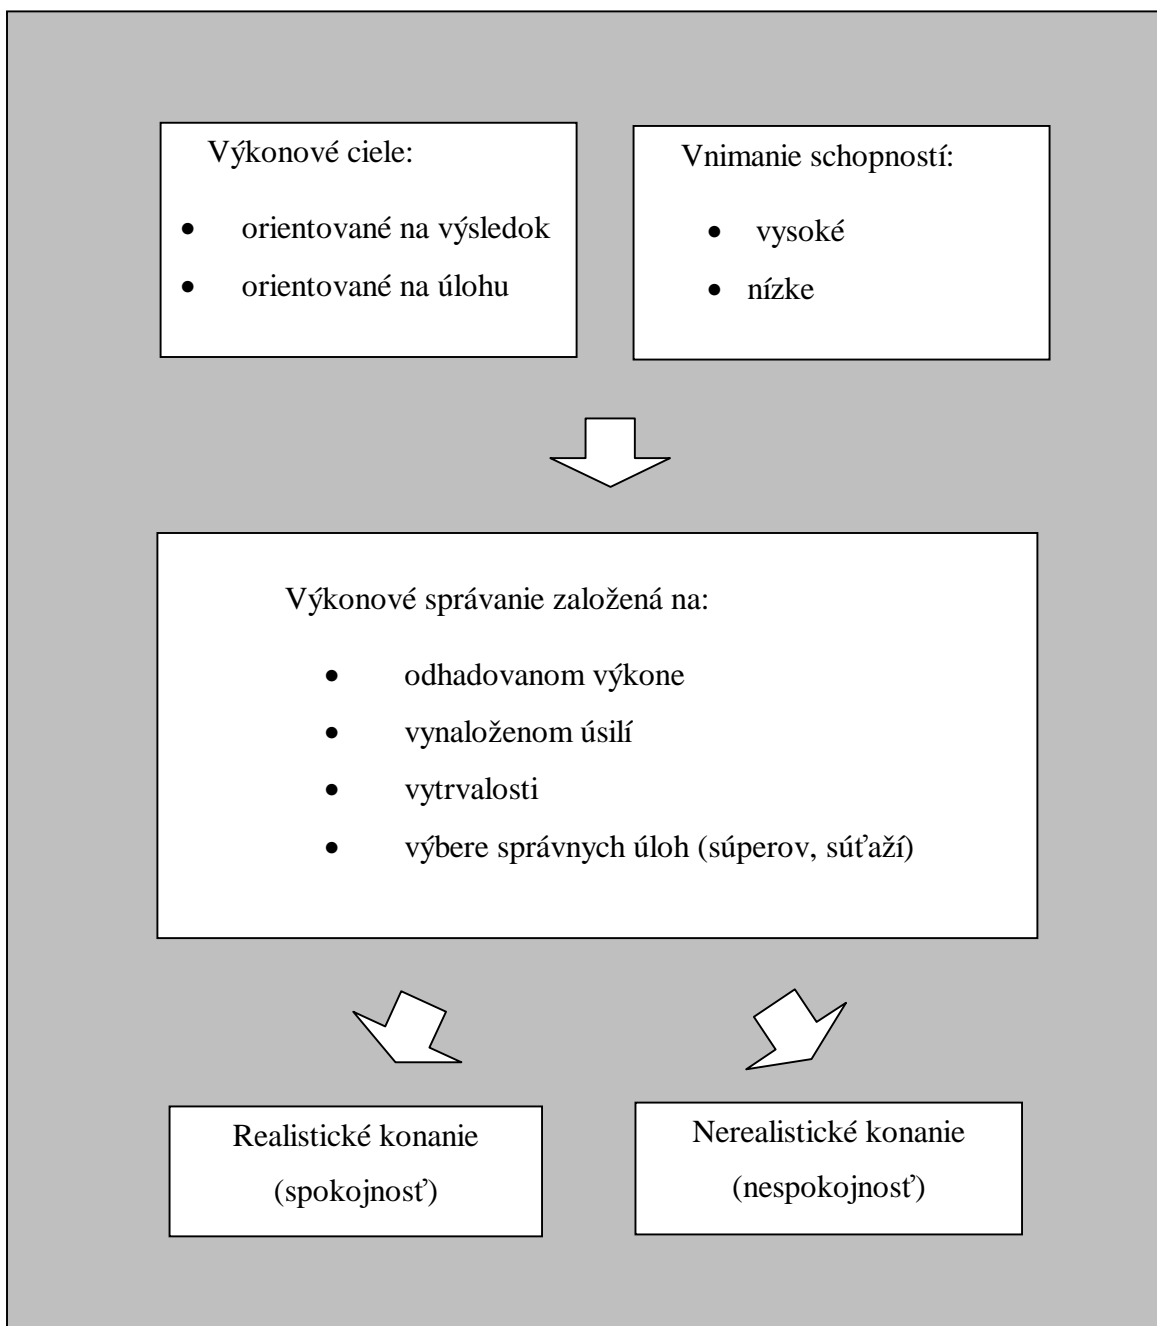 Výkonové ciele:
• orientované na výsledok
• orientované na úlohu
Vnimanie schopností:
• vysoké
• nízke
Výkonové správanie založená na:
• odhadovanom výkone
• vynaloženom úsilí
• vytrvalosti
• výbere správnych úloh (súperov, súťaží)
Realistické konanie
(spokojnosť)
Nerealistické konanie
(nespokojnosť)